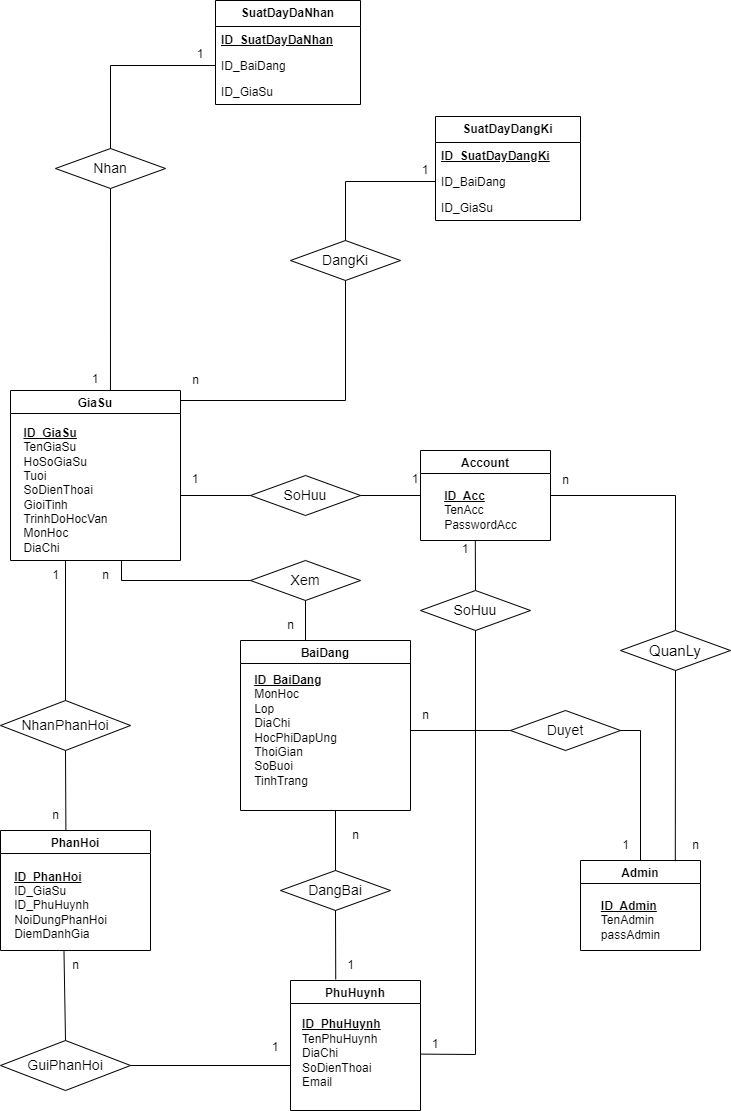 SuatDayDaNhan
ID_SuatDayDaNhan
ID_BaiDang
ID_GiaSu
1
Nhan
SuatDayDangKi
ID_SuatDayDangKi
ID_BaiDang
ID_GiaSu
1
DangKi
1
n
GiaSu
ID_GiaSu
TenGiaSu
HoSoGiaSu
Tuoi
SoDienThoai
GioiTinh
TrinhDoHocVan
MonHoc
DiaChi
1
SoHuu
1
Account
ID_Acc
TenAcc
PasswordAcc
n
1
n
1
Xem
SoHuu
n
QuanLy
BaiDang
ID_BaiDang
MonHoc
Lop
DiaChi
HocPhiDapUng
ThoiGian
SoBuoi
TinhTrang
n
Duyet
NhanPhanHoi
n
n
1
n
PhanHoi
ID_PhanHoi
ID_GiaSu
ID_PhuHuynh
NoiDungPhanHoi
DiemDanhGia
DangBai
Admin
ID_Admin
TenAdmin
passAdmin
n
1
PhuHuynh
ID_PhuHuynh
TenPhuHuynh
DiaChi
SoDienThoai
Email
1
1
GuiPhanHoi